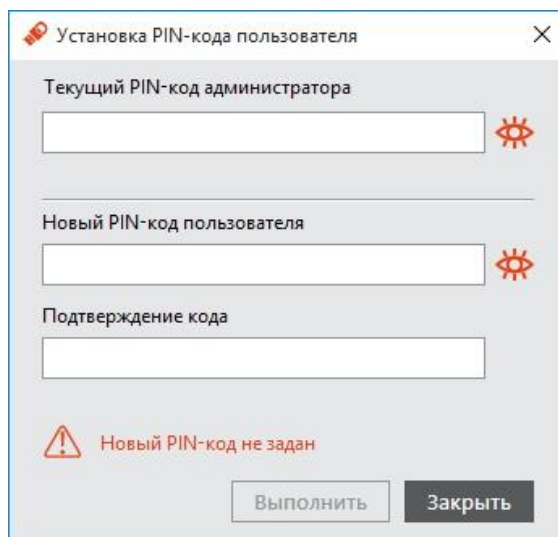 Установка PIN-кода пользователя
Текущий PIN-код администратора
Новый PIN-код пользователя
Подтверждение кода
Новый PIN-код не задан
Выполнить Закрыть